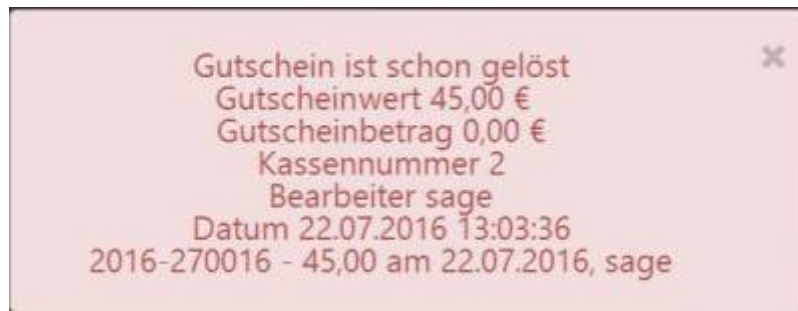 Gutschein ist schon gelöst
Gutscheinwert 45,00 €
Gutscheinbetrag 0,00 €
Kassennummer 2
Bearbeiter sage
Datum 22.07.2016 13:03:36
2016-270016 - 45,00 am 22.07.2016, sage